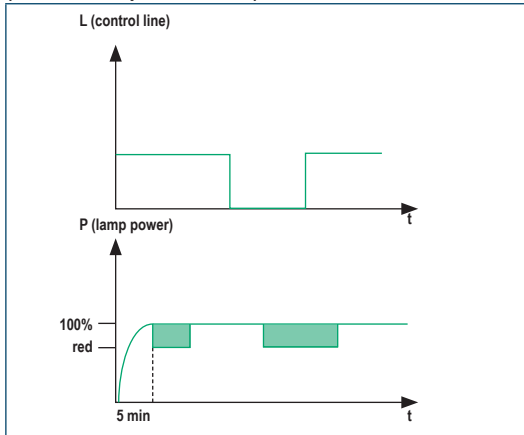 L (control line)
t
P (lamp power)
100%
red
5 min
t